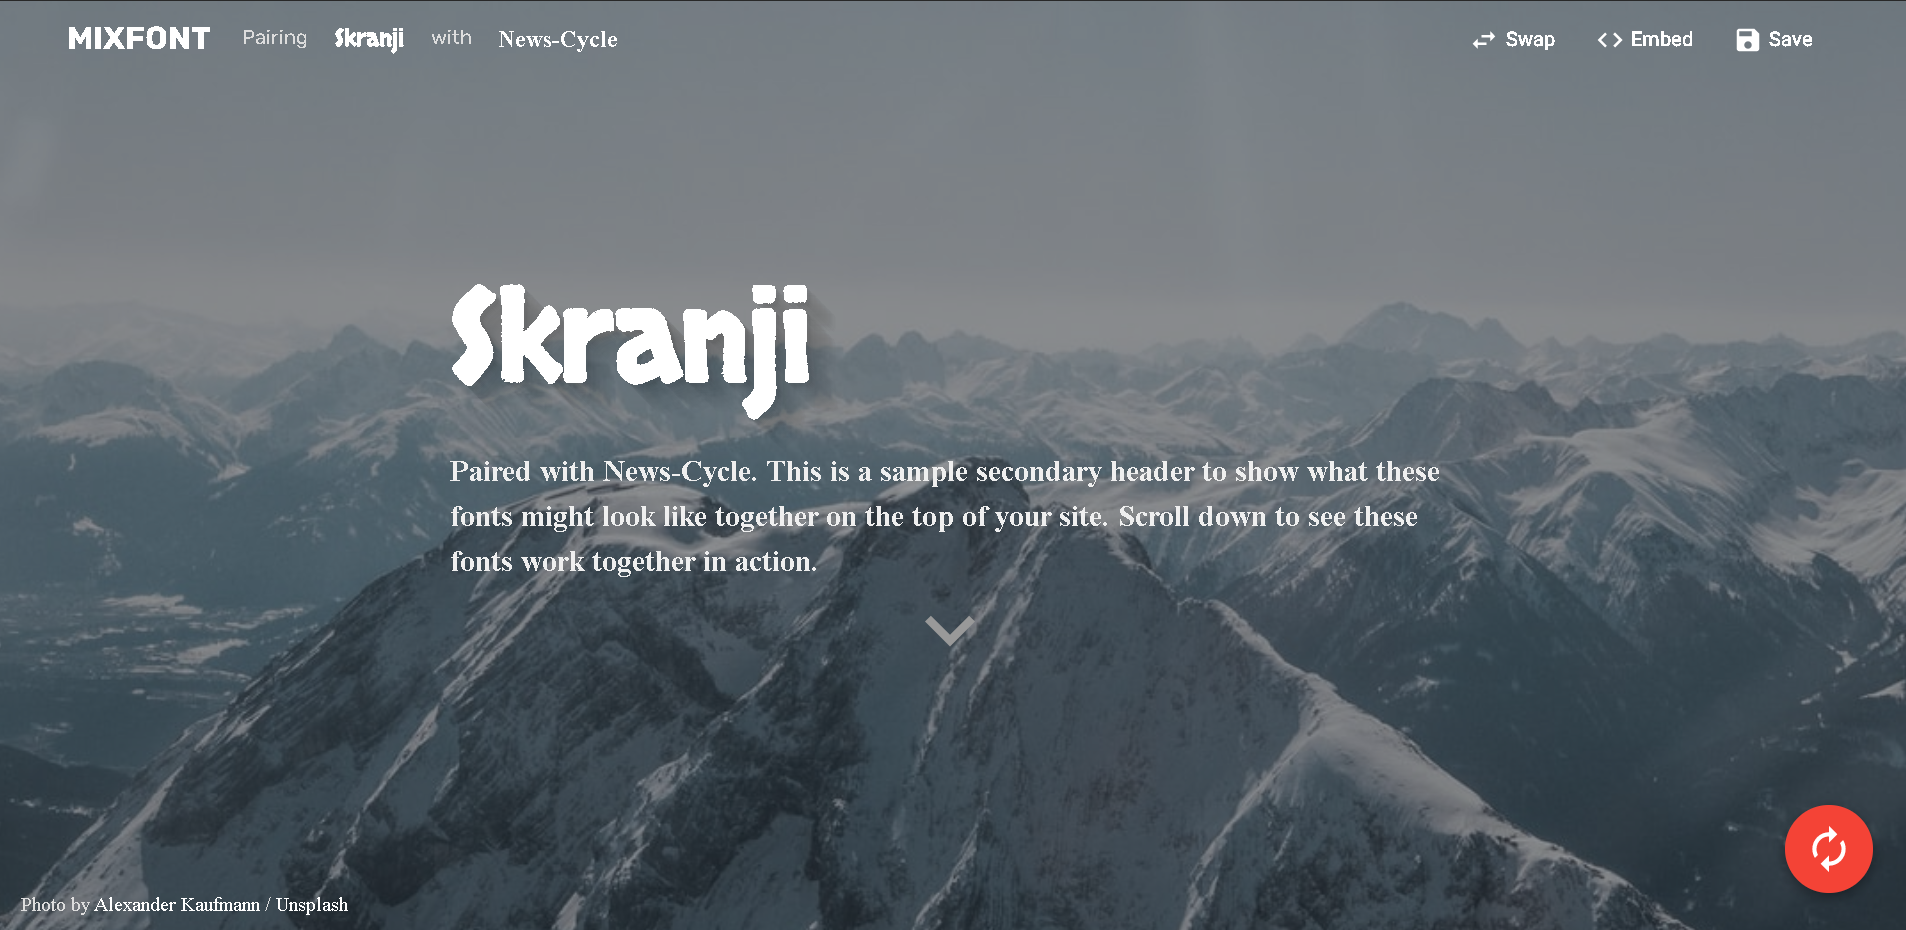 MIXFONT Pairing Skranji with News-Cycle Swap Embed Save
Skranji
Paired with News-Cycle. This is a sample secondary header to show what these
fonts might look like together on the top of your site. Scroll down to see these
fonts work together in action.
Photo by Alexander Kaufmann / Unsplash